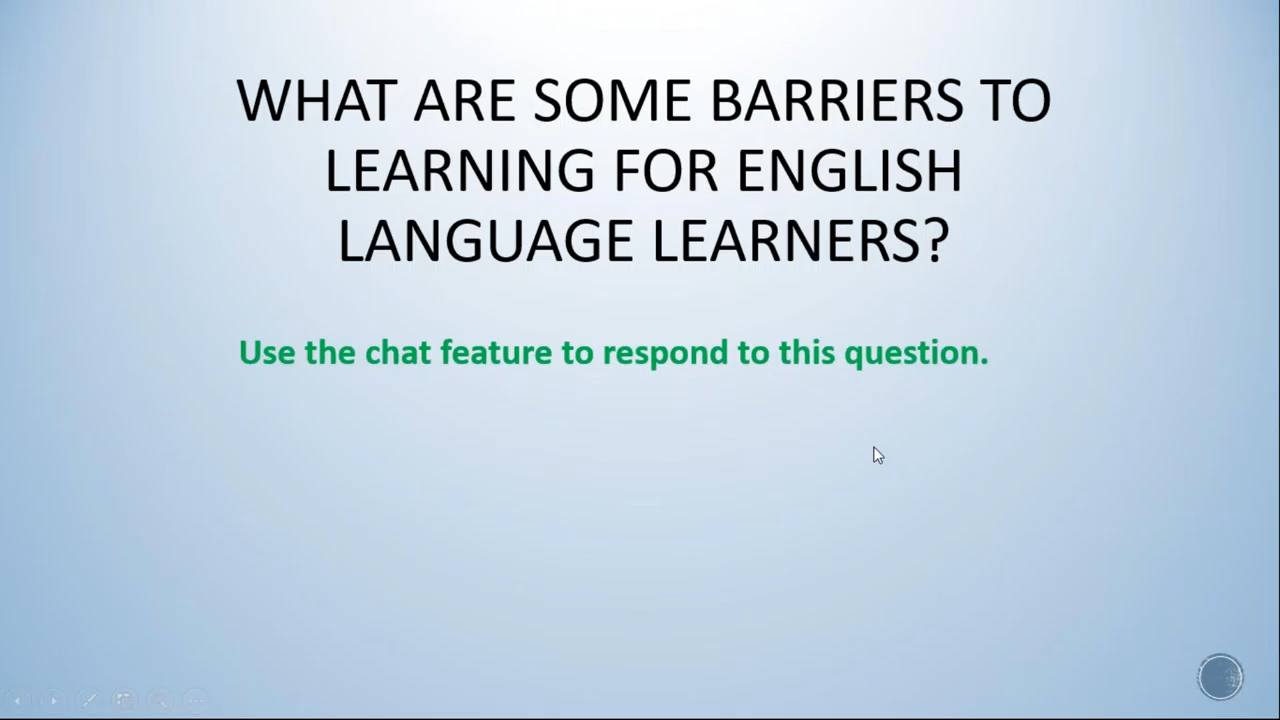 WHAT ARE SOME BARRIERS TO
LEARNING FOR ENGLISH
LANGUAGE LEARNERS?
Use the chat feature to respond to this question.